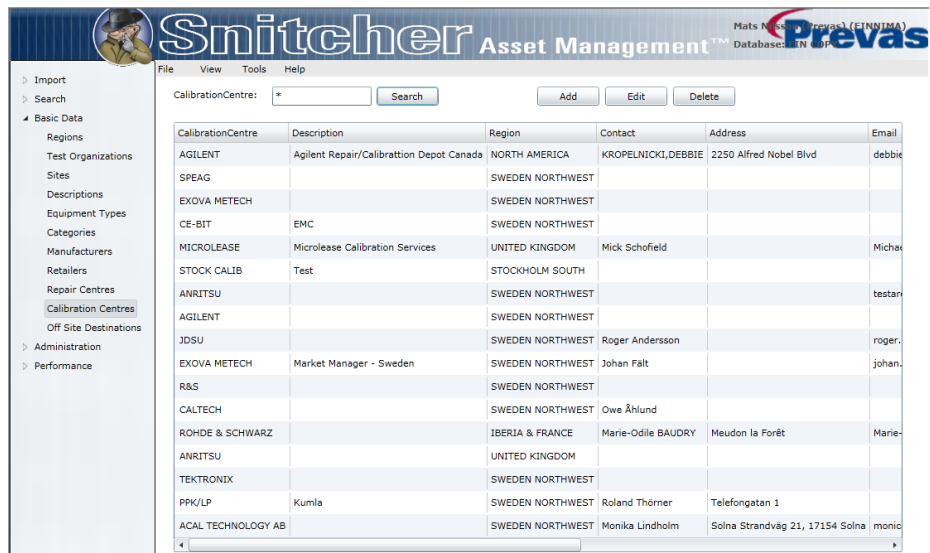 Snitcher Asset Management™
Mats (Prevas) (FINNIMA)
Database:
Prevas
File View Tools Help
Import
Search
Basic Data
Regions
Test Organizations
Sites
Descriptions
Equipment Types
Categories
Manufacturers
Retailers
Repair Centres
Calibration Centres
Off Site Destinations
Administration
Performance
CalibrationCentre: * Search Add Edit Delete
CalibrationCentre Description Region Contact Address Email
AGILENT Agilent Repair/Calibrattion Depot Canada NORTH AMERICA KROPELNICKI,DEBBIE 2250 Alfred Nobel Blvd debbie
SPEAG SWEDEN NORTHWEST
EXOVA METECH SWEDEN NORTHWEST
CE-BIT EMC SWEDEN NORTHWEST
MICROLEASE Microlease Calibration Services UNITED KINGDOM Mick Schofield Michae
STOCK CALIB Test STOCKHOLM SOUTH
ANRITSU SWEDEN NORTHWEST testar
AGILENT SWEDEN NORTHWEST
JDSU SWEDEN NORTHWEST Roger Andersson roger.
EXOVA METECH Market Manager - Sweden SWEDEN NORTHWEST Johan Fält johan.
R&S SWEDEN NORTHWEST
CALTECH SWEDEN NORTHWEST Owe Åhlund
ROHDE & SCHWARZ IBERIA & FRANCE Marie-Odile BAUDRY Meudon la Forêt Marie-
ANRITSU UNITED KINGDOM
TEKTRONIX SWEDEN NORTHWEST
PPK/LP Kumla SWEDEN NORTHWEST Roland Thörner Telefongatan 1
ACAL TECHNOLOGY AB SWEDEN NORTHWEST Monika Lindholm Solna Strandväg 21, 17154 Solna monic